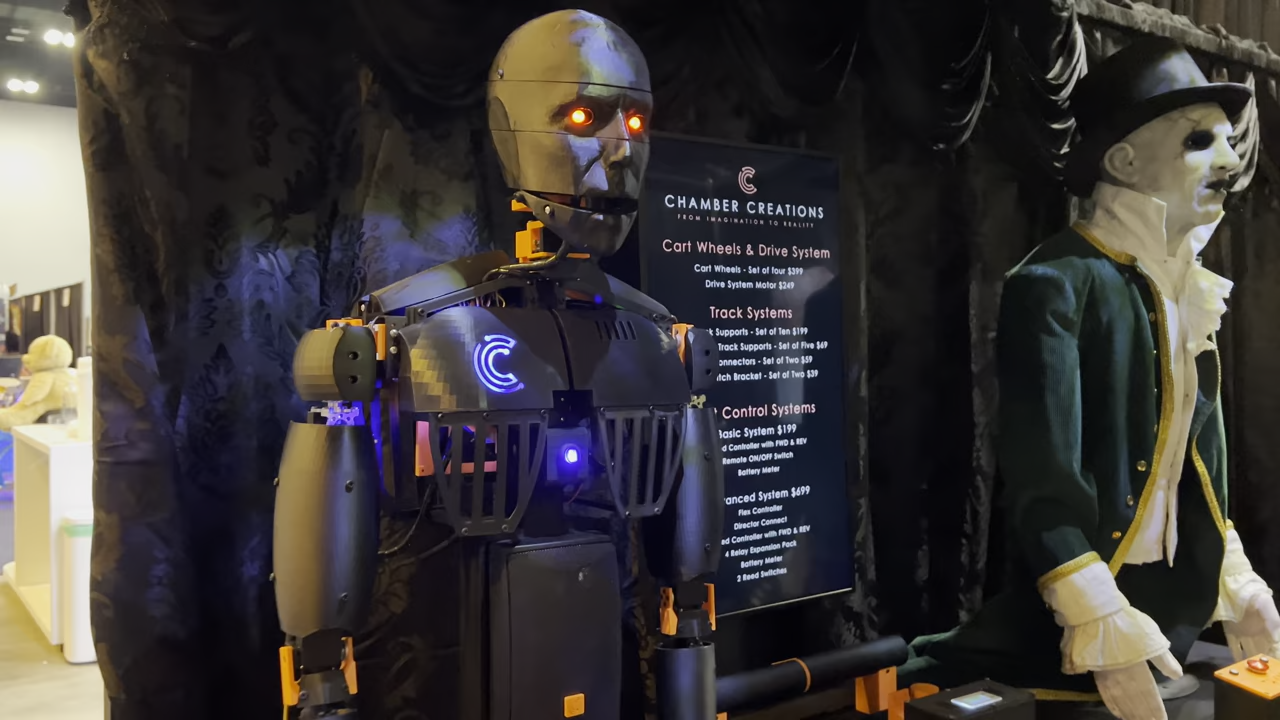 CHAMBER CREATIONS
FROM IMAGINATION TO REALITY
Cart Wheels & Drive System
Cart Wheels - Set of four $399
Drive System Motor $249
Track Systems
Supports - Set of Ten $199
Track Supports - Set of Five $69
- Set of Two $59
Bracket - Set of Two $39
Control Systems
Basic System $199
Controller with FWD & REV
Remote ON/OFF Switch
Battery Meter
System $699
Flex Controller
Director Connect
Controller with FWD & REV
4 Relay Expansion Pack
Battery Meter
2 Reed Switches